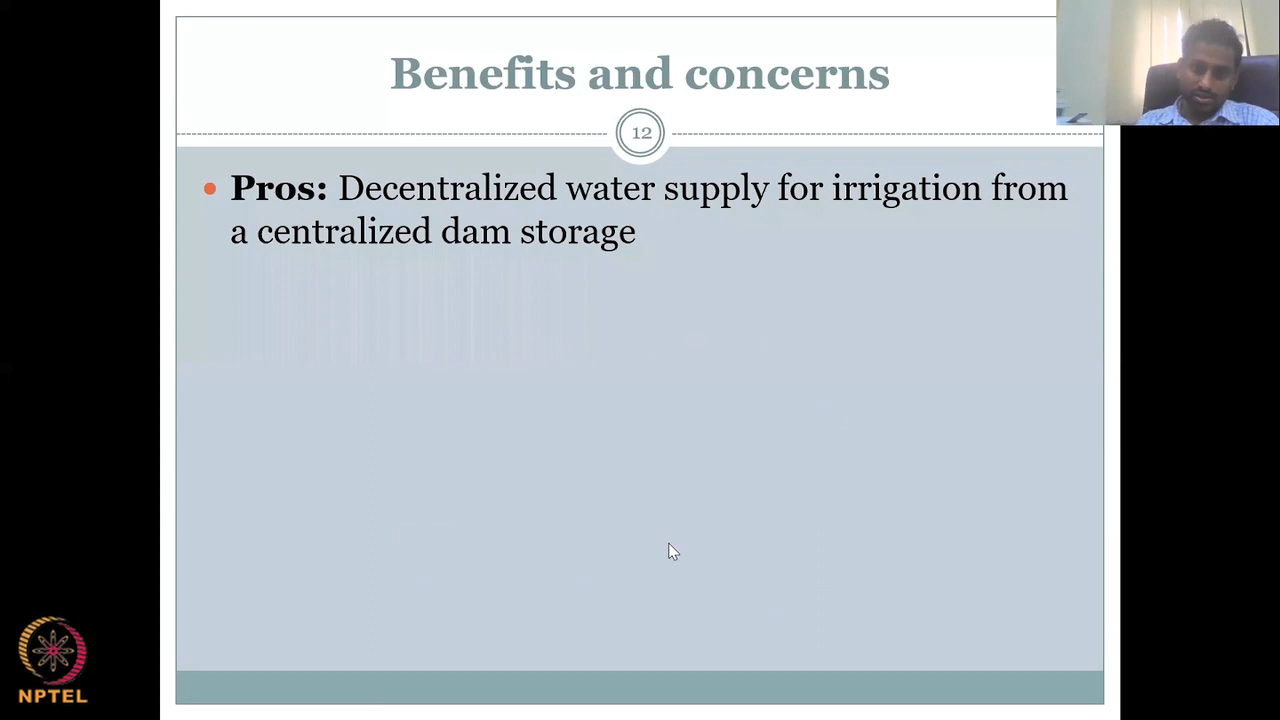 Benefits and concerns
12
• Pros: Decentralized water supply for irrigation from
a centralized dam storage
NPTEL